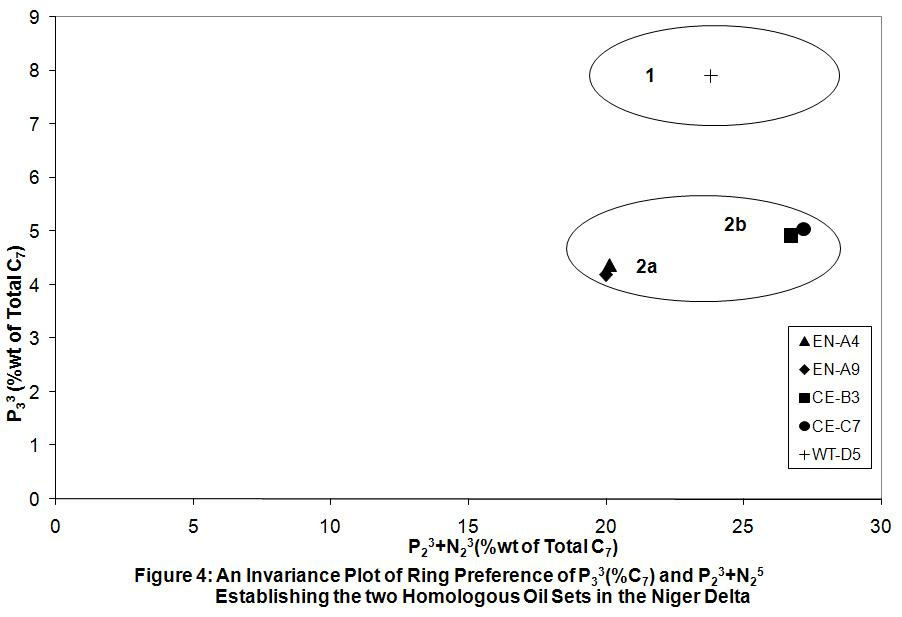 9
8
7
6
5
4
3
2
1
0
P₃³(%wt of Total C₇)
1
2b
2a
EN-A4
EN-A9
CE-B3
CE-C7
WT-D5
0 5 10 15 20 25 30
P₂³+N₂³(%wt of Total C₇)
Figure 4: An Invariance Plot of Ring Preference of P₃³(%C₇) and P₂³+N₂⁵
Establishing the two Homologous Oil Sets in the Niger Delta